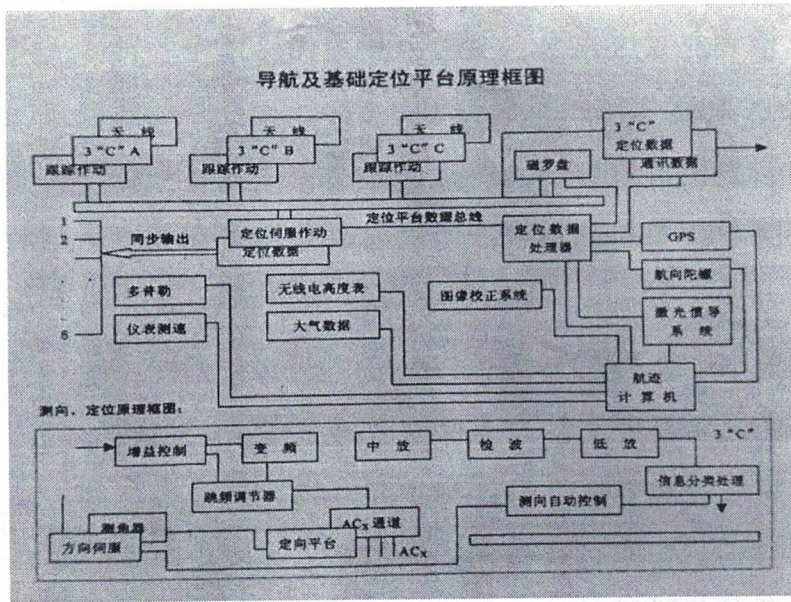 导航及基础定位平台原理框图
天 线
天 线
天 线
3 "C"
定位数据
通讯数据
3 "C" A
3 "C" B
3 "C" C
跟踪作动
跟踪作动
跟踪作动
磁罗盘
定位平台数据总线
1
2
6
同步输出
定位伺服作动
定位数据
定位数据
处理器
GPS
航向陀螺
多普勒
无线电高度表
图像校正系统
激光惯导
系 统
仪表测速
大气数据
航迹
计算机
测向、定位原理框图:
3 "C"
增益控制
变 频
中 放
检 波
低 放
信息分类处理
跳频调节器
测向自动控制
测角器
ACx 通道
方向伺服
定向平台
ACx